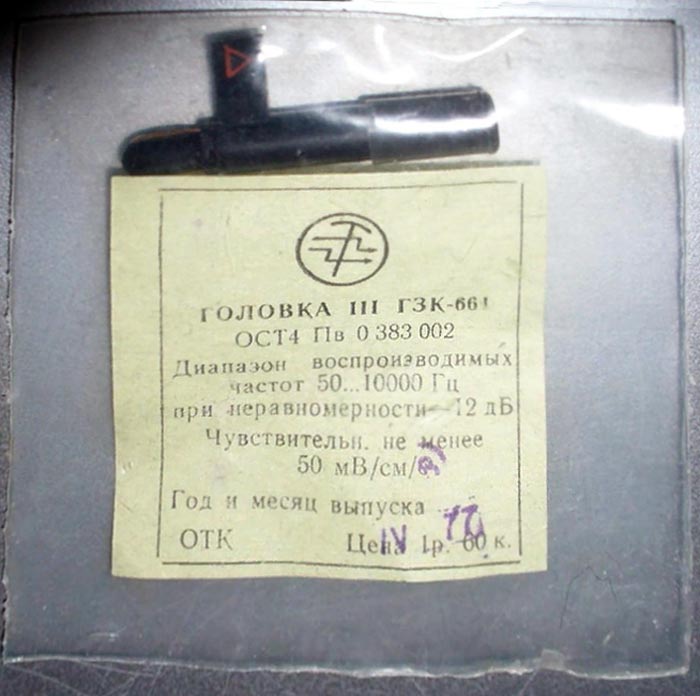 ГОЛОВКА III ГЗК-661
ОСТ4 Пв 0 383 002
Диапазон воспроизводимых
частот 50...10000 Гц
при неравномерности—12 дБ
Чувствительн. не менее
50 мВ/см/с
Год и месяц выпуска
IV 77
ОТК Цена 1р. 60 к.